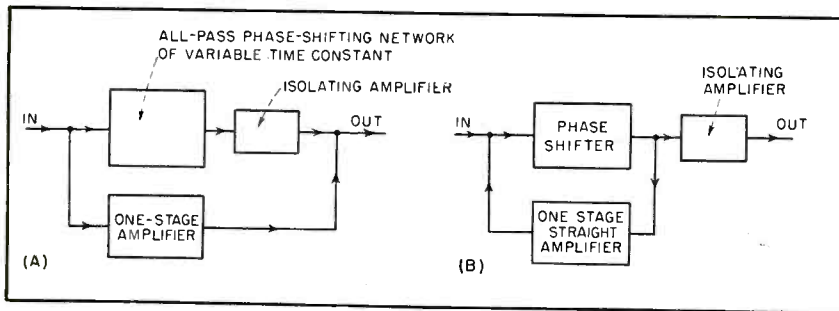 ALL-PASS PHASE-SHIFTING NETWORK
OF VARIABLE TIME CONSTANT
ISOLATING AMPLIFIER
IN
OUT
ONE-STAGE
AMPLIFIER
(A)
ISOLATING
AMPLIFIER
IN
PHASE
SHIFTER
OUT
ONE STAGE
STRAIGHT
AMPLIFIER
(B)